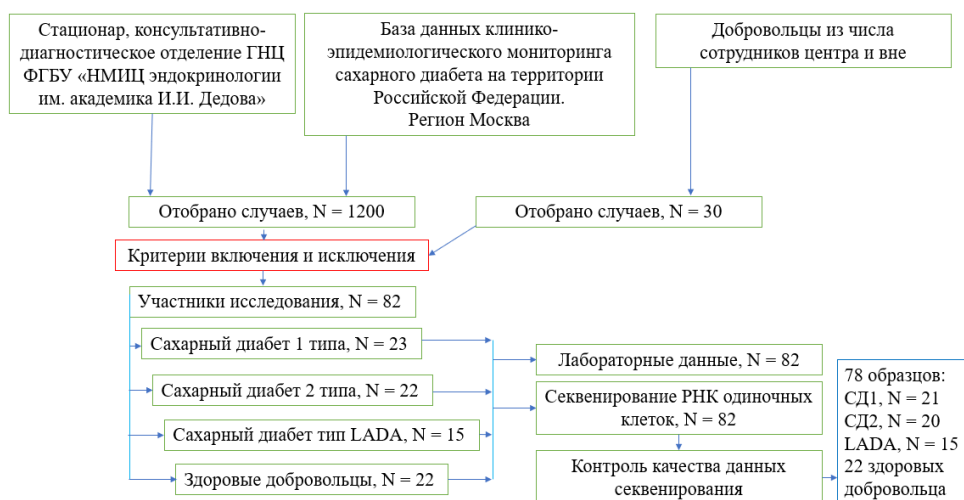 Стационар, консультативно-
диагностическое отделение ГНЦ
ФГБУ «НМИЦ эндокринологии
им. академика И.И. Дедова»
База данных клинико-
эпидемиологического мониторинга
сахарного диабета на территории
Российской Федерации.
Регион Москва
Добровольцы из числа
сотрудников центра и вне
Отобрано случаев, N = 1200
Отобрано случаев, N = 30
Критерии включения и исключения
Участники исследования, N = 82
Сахарный диабет 1 типа, N = 23
Сахарный диабет 2 типа, N = 22
Сахарный диабет тип LADA, N = 15
Здоровые добровольцы, N = 22
Лабораторные данные, N = 82
Секвенирование РНК одиночных
клеток, N = 82
Контроль качества данных
секвенирования
78 образцов:
СД1, N = 21
СД2, N = 20
LADA, N = 15
22 здоровых
добровольца